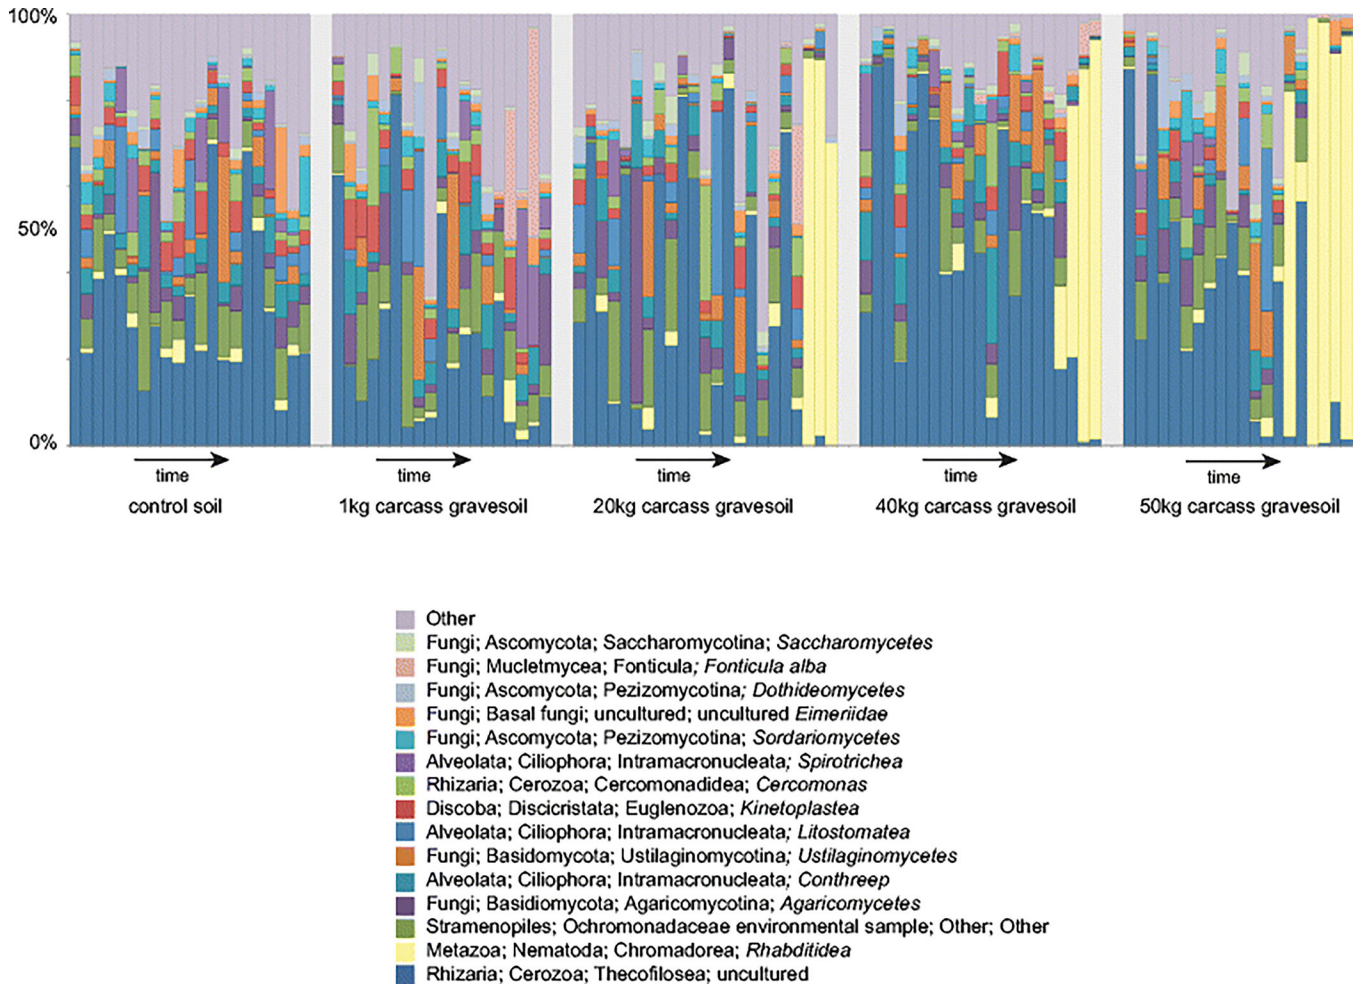 100%
50%
0%
time
time
time
time
time
control soil
1kg carcass gravesoil
20kg carcass gravesoil
40kg carcass gravesoil
50kg carcass gravesoil
Other
Fungi; Ascomycota; Saccharomycotina; Saccharomycetes
Fungi; Mucletmycea; Fonticula; Fonticula alba
Fungi; Ascomycota; Pezizomycotina; Dothideomycetes
Fungi; Basal fungi; uncultured; uncultured Eimeriidae
Fungi; Ascomycota; Pezizomycotina; Sordariomycetes
Alveolata; Ciliophora; Intramacronucleata; Spirotrichea
Rhizaria; Cerozoa; Cercomonadidea; Cercomonas
Discoba; Discicristata; Euglenozoa; Kinetoplastea
Alveolata; Ciliophora; Intramacronucleata; Litostomatea
Fungi; Basidomycota; Ustilaginomycotina; Ustilaginomycetes
Alveolata; Ciliophora; Intramacronucleata; Conthreep
Fungi; Basidiomycota; Agaricomycotina; Agaricomycetes
Stramenopiles; Ochromonadaceae environmental sample; Other; Other
Metazoa; Nematoda; Chromadorea; Rhabditidea
Rhizaria; Cerozoa; Thecofilosea; uncultured